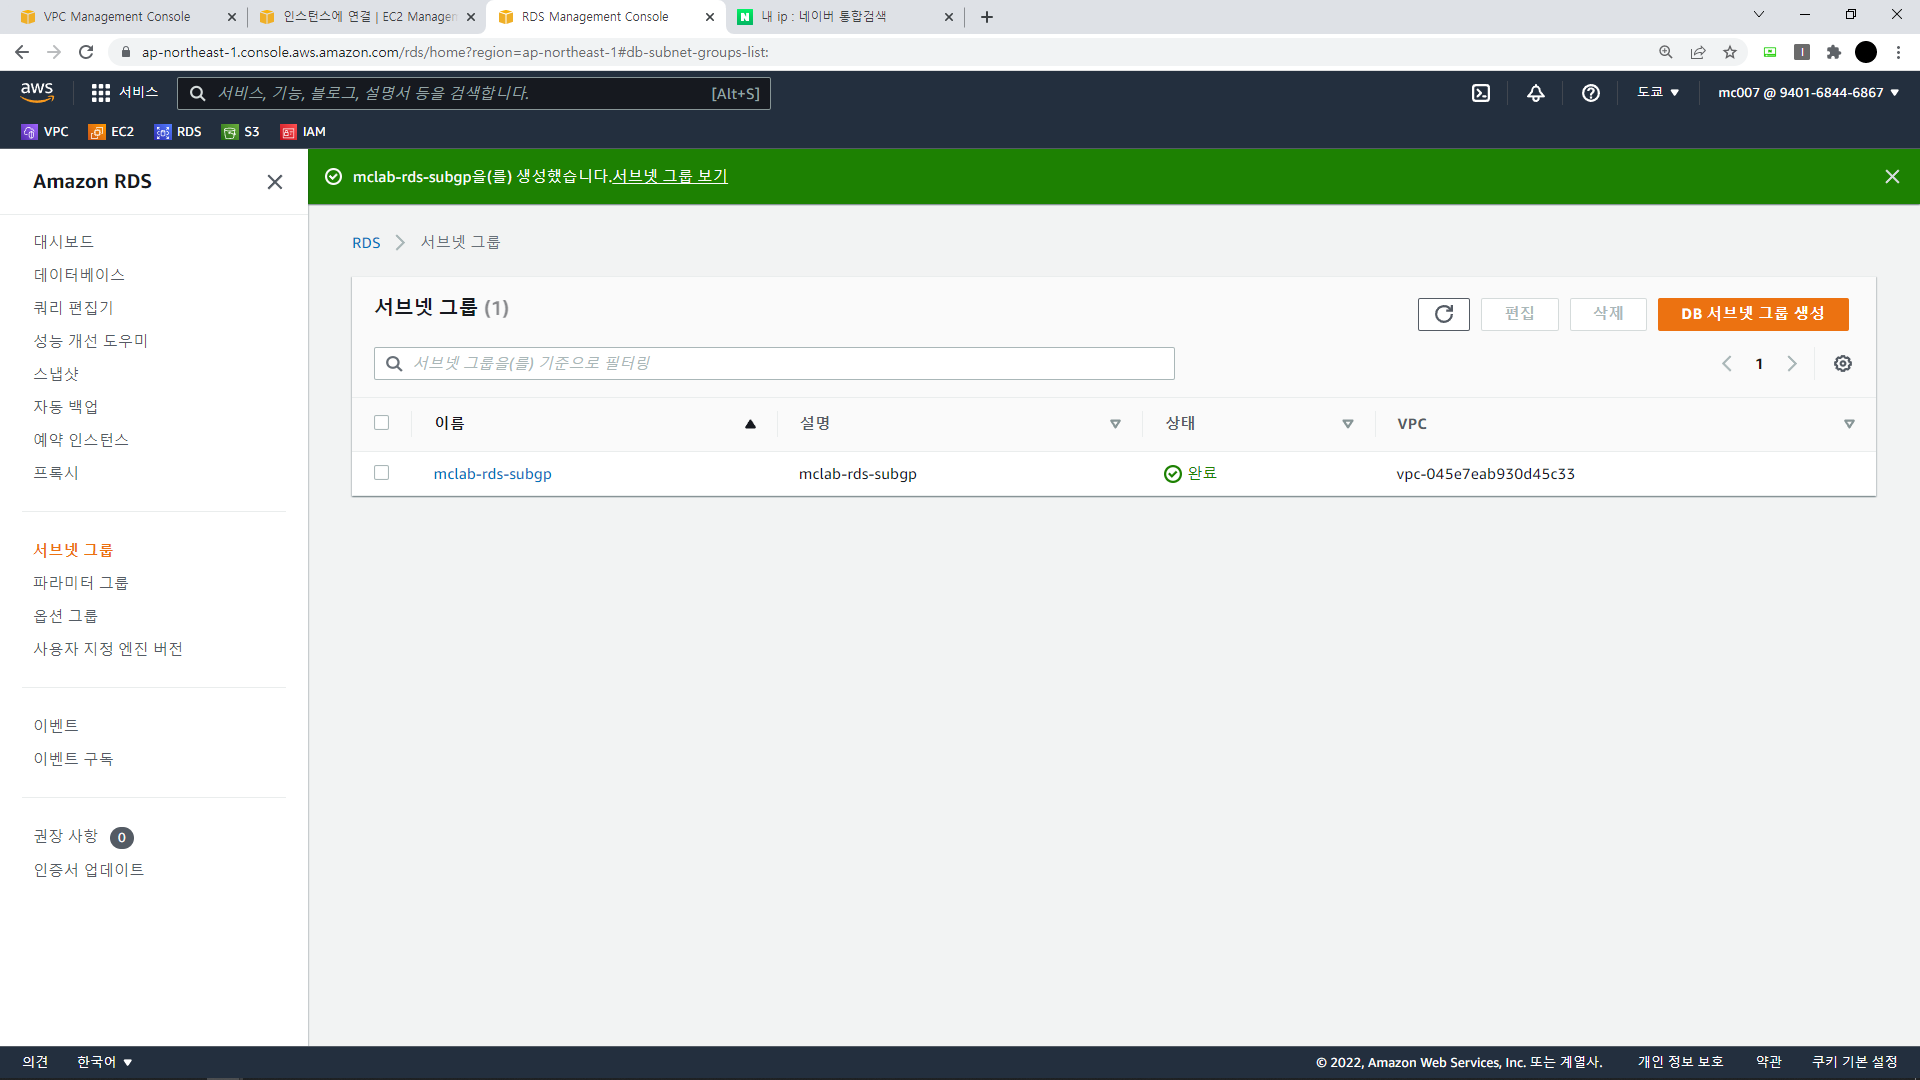 VPC Management Console
인스턴스에 연결 | EC2 Managem
RDS Management Console
내 ip : 네이버 통합검색
ap-northeast-1.console.aws.amazon.com/rds/home?region=ap-northeast-1#db-subnet-groups-list:
aws
서비스
서비스, 기능, 블로그, 설명서 등을 검색합니다.
[Alt+S]
도쿄
mc007 @ 9401-6844-6867
VPC
EC2
RDS
S3
IAM
Amazon RDS
대시보드
데이터베이스
쿼리 편집기
성능 개선 도우미
스냅샷
자동 백업
예약 인스턴스
프록시
서브넷 그룹
파라미터 그룹
옵션 그룹
사용자 지정 엔진 버전
이벤트
이벤트 구독
권장 사항 0
인증서 업데이트
mclab-rds-subgp을(를) 생성했습니다.서브넷 그룹 보기
RDS
서브넷 그룹
서브넷 그룹 (1)
편집
삭제
DB 서브넷 그룹 생성
서브넷 그룹을(를) 기준으로 필터링
1
이름
설명
상태
VPC
mclab-rds-subgp
mclab-rds-subgp
완료
vpc-045e7eab930d45c33
의견
한국어
© 2022, Amazon Web Services, Inc. 또는 계열사.
개인 정보 보호
약관
쿠키 기본 설정